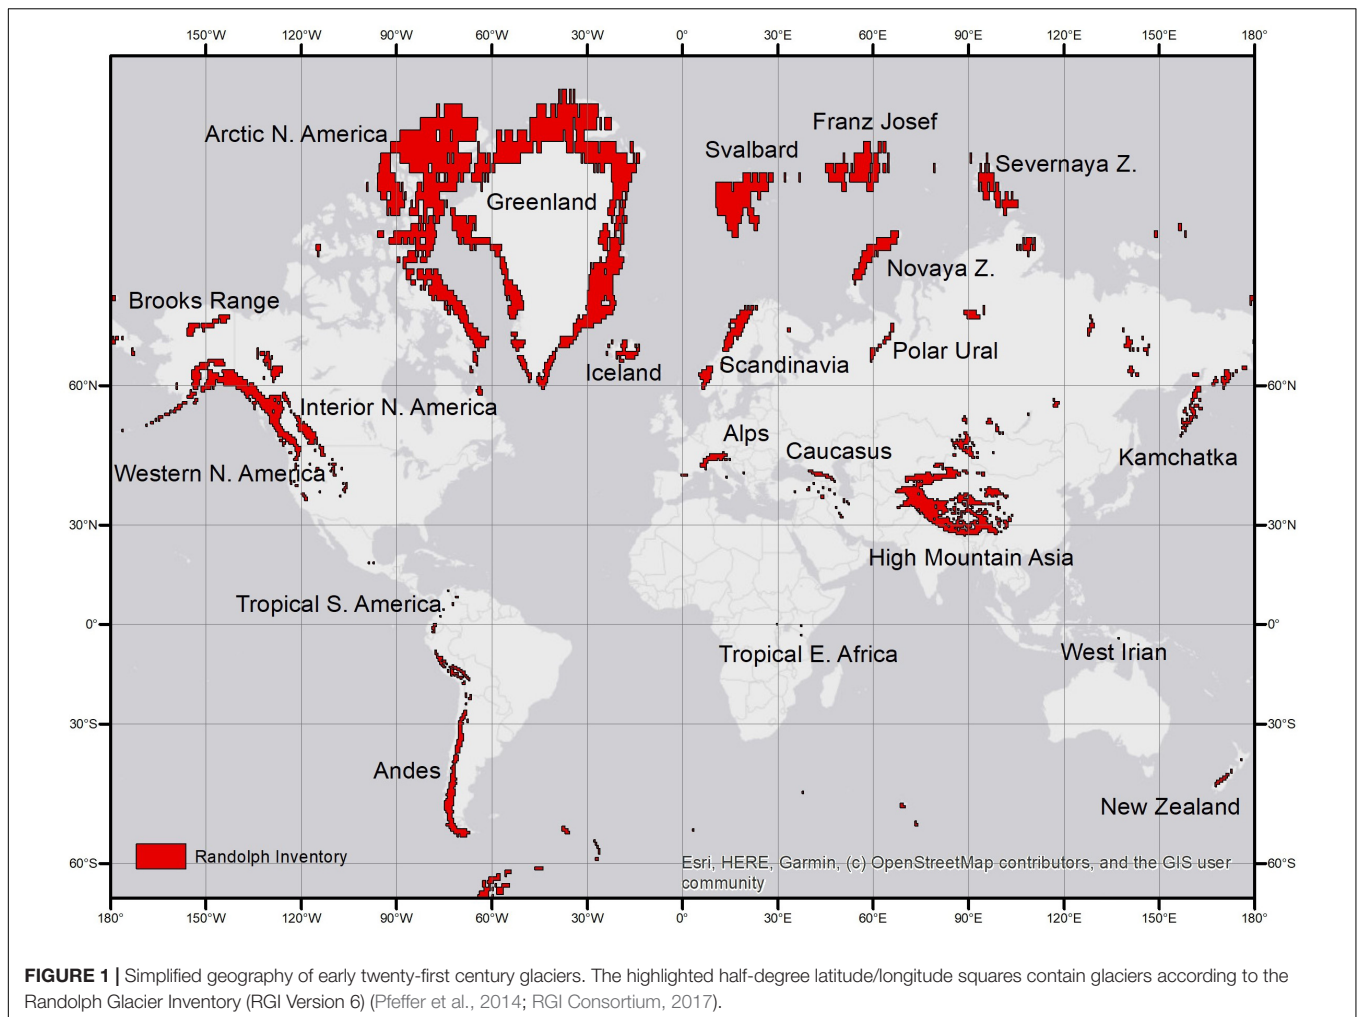 150°W 120°W 90°W 60°W 30°W 0° 30°E 60°E 90°E 120°E 150°E 180°
Franz Josef
Arctic N. America
Svalbard
Severnaya Z.
Greenland
Novaya Z.
Brooks Range
Polar Ural
Scandinavia
Iceland
60°N 60°N
Interior N. America
Alps
Caucasus
Kamchatka
Western N. America
30°N 30°N
High Mountain Asia
Tropical S. America
0° 0°
Tropical E. Africa
West Irian
30°S 30°S
Andes
New Zealand
Randolph Inventory
60°S 60°S
Esri, HERE, Garmin, (c) OpenStreetMap contributors, and the GIS user
community
180° 150°W 120°W 90°W 60°W 30°W 0° 30°E 60°E 90°E 120°E 150°E 180°
FIGURE 1 | Simplified geography of early twenty-first century glaciers. The highlighted half-degree latitude/longitude squares contain glaciers according to the
Randolph Glacier Inventory (RGI Version 6) (Pfeffer et al., 2014; RGI Consortium, 2017).